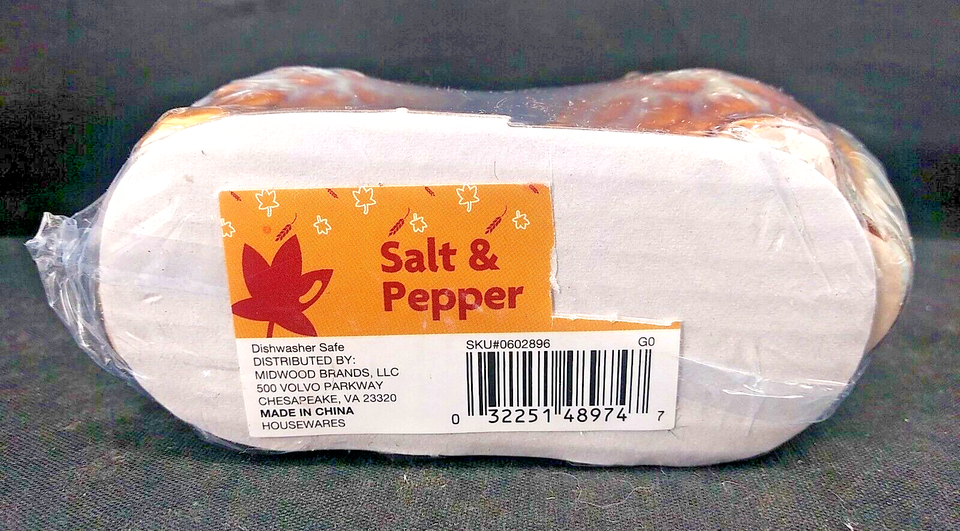 Salt &
Pepper
Dishwasher Safe
DISTRIBUTED BY:
MIDWOOD BRANDS, LLC
500 VOLVO PARKWAY
CHESAPEAKE, VA 23320
MADE IN CHINA
HOUSEWARES
SKU#0602896 G0
0 32251 48974 7